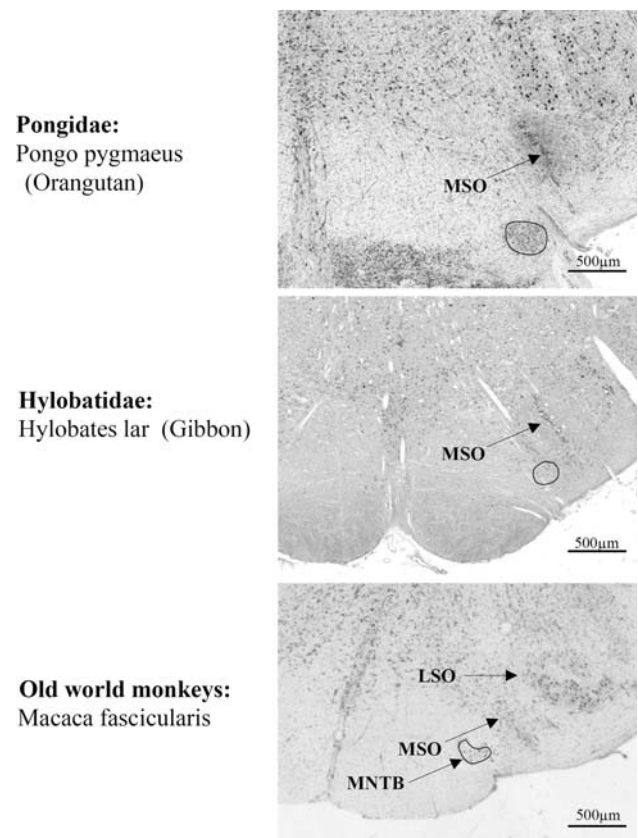 Pongidae:
Pongo pygmaeus
(Orangutan)
MSO
500µm
Hylobatidae:
Hylobates lar (Gibbon)
MSO
500µm
Old world monkeys:
Macaca fascicularis
LSO
MSO
MNTB
500µm